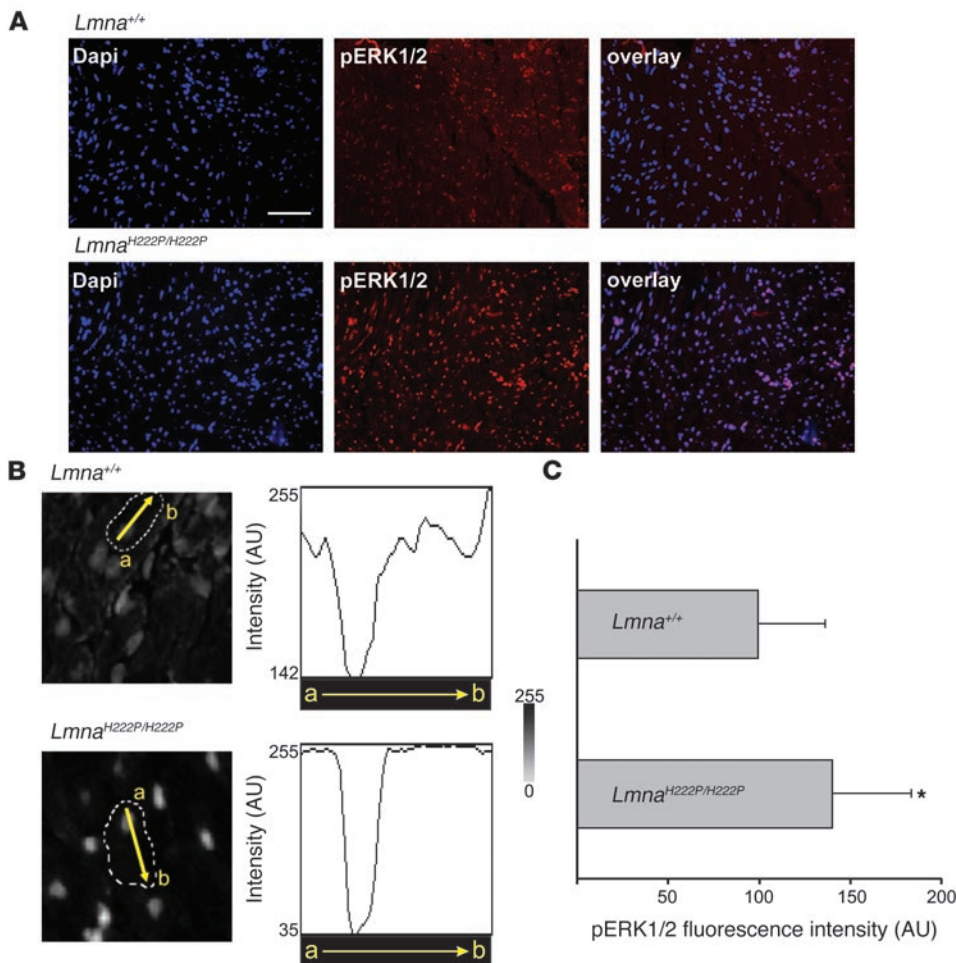 A
Lmna+/+
Dapi
pERK1/2
overlay
LmnaH222P/H222P
Dapi
pERK1/2
overlay
B
Lmna+/+
a
b
255
Intensity (AU)
142
a b
LmnaH222P/H222P
a
b
255
Intensity (AU)
35
a b
255
0
C
Lmna+/+
LmnaH222P/H222P
*
50 100 150 200
pERK1/2 fluorescence intensity (AU)